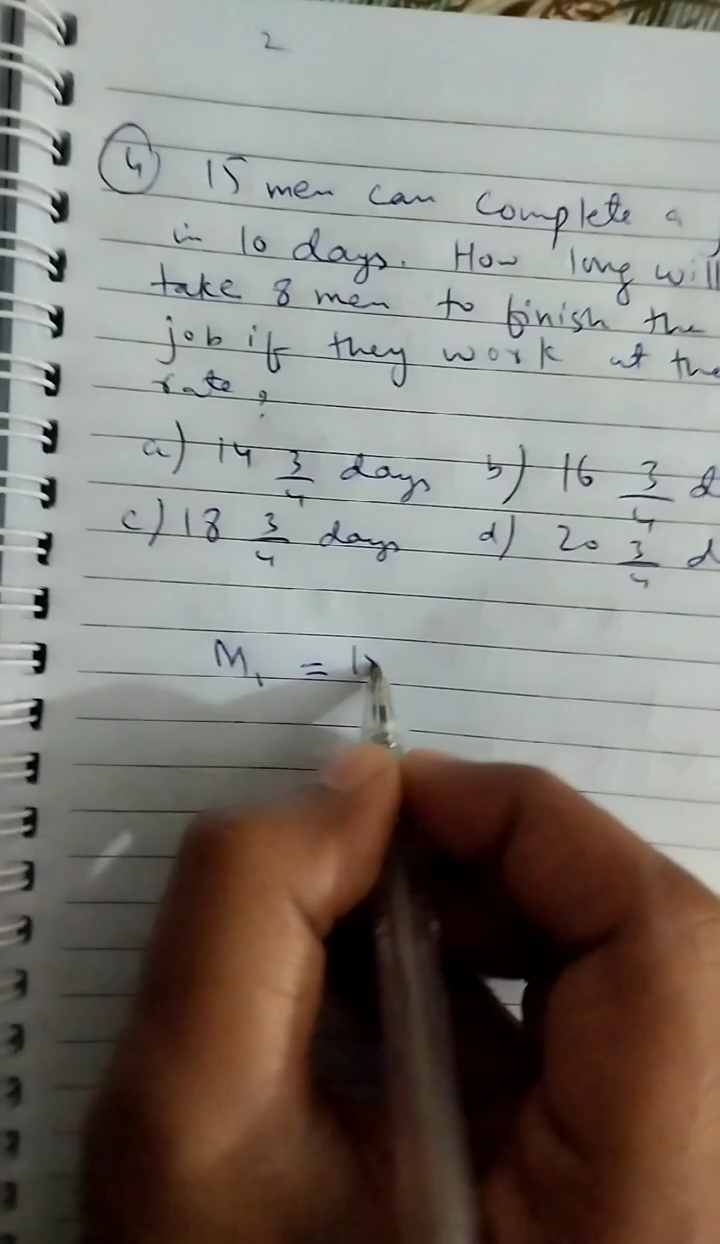 2
4 15 men can complete a
in 10 days. How long will
take 8 men to finish the
job if they work at the
rate?
a) 14 3/4 days b) 16 3/4 d
c) 18 3/4 days d) 20 3/4 d
M₁ = 1